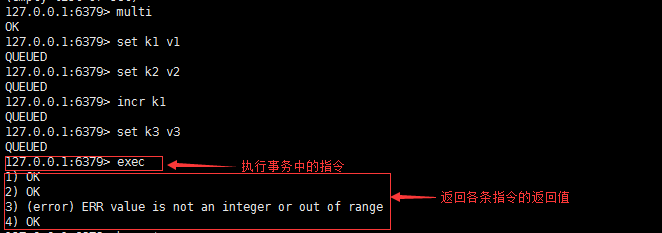 127.0.0.1:6379> multi
OK
127.0.0.1:6379> set k1 v1
QUEUED
127.0.0.1:6379> set k2 v2
QUEUED
127.0.0.1:6379> incr k1
QUEUED
127.0.0.1:6379> set k3 v3
QUEUED
127.0.0.1:6379> exec
执行事务中的指令
1) OK
2) OK
3) (error) ERR value is not an integer or out of range
返回各条指令的返回值
4) OK